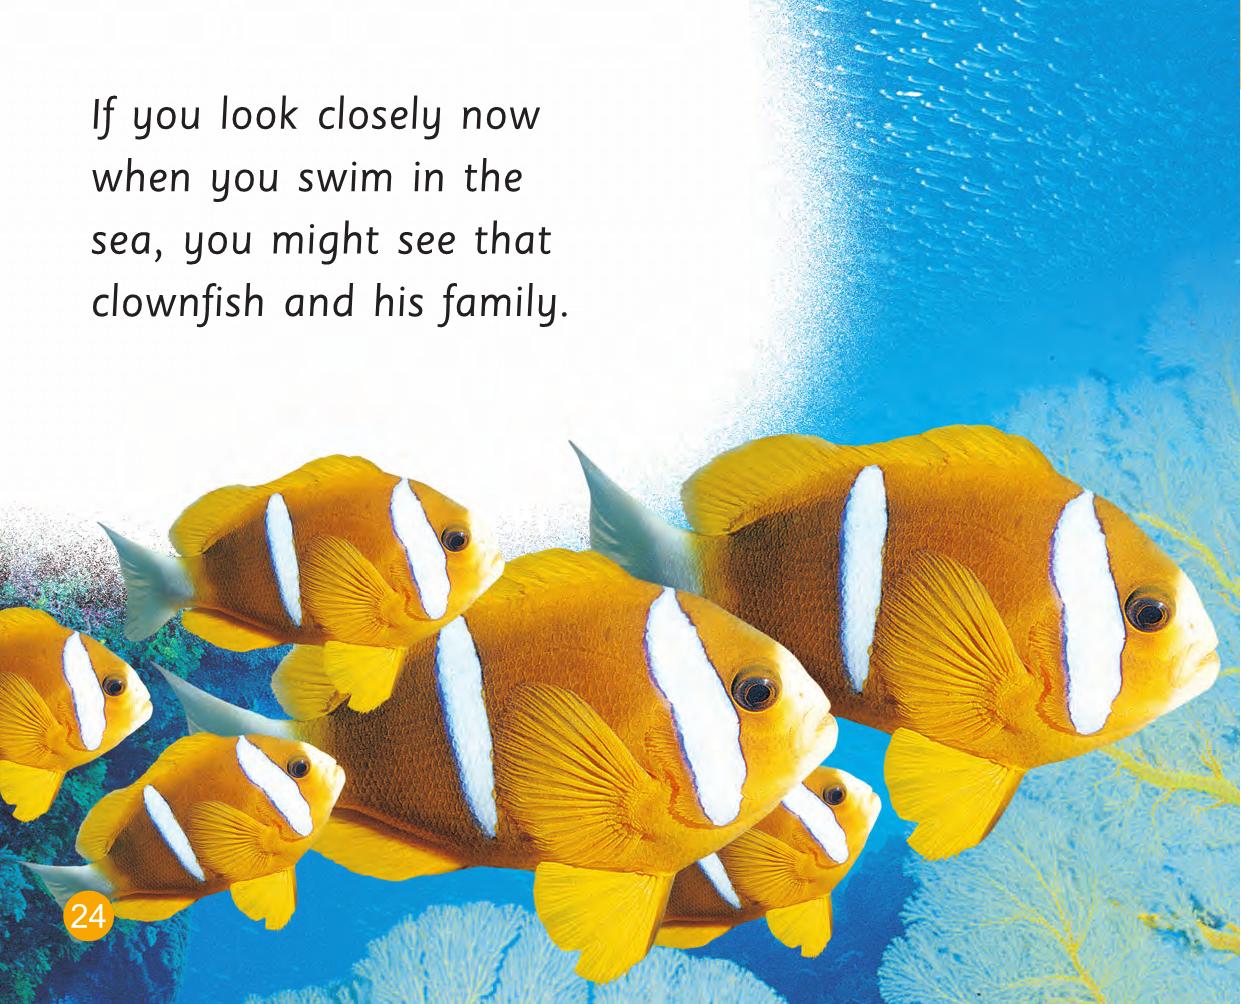 If you look closely now
when you swim in the
sea, you might see that
clownfish and his family.
24